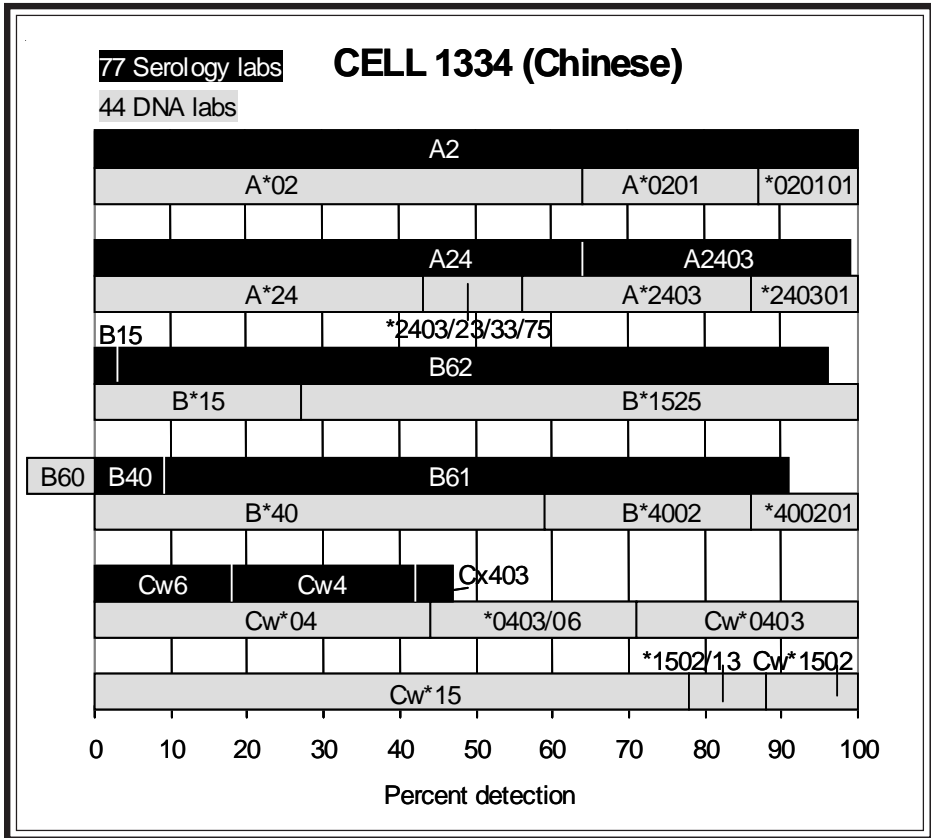 77 Serology labs CELL 1334 (Chinese)
44 DNA labs
A2
A*02 A*0201 *020101
A24 A2403
A*24 A*2403 *240301
*2403/23/33/75
B15
B62
B*15 B*1525
B60 B40 B61
B*40 B*4002 *400201
Cw6 Cw4 Cx403
Cw*04 *0403/06 Cw*0403
*1502/13 Cw*1502
Cw*15
0 10 20 30 40 50 60 70 80 90 100
Percent detection